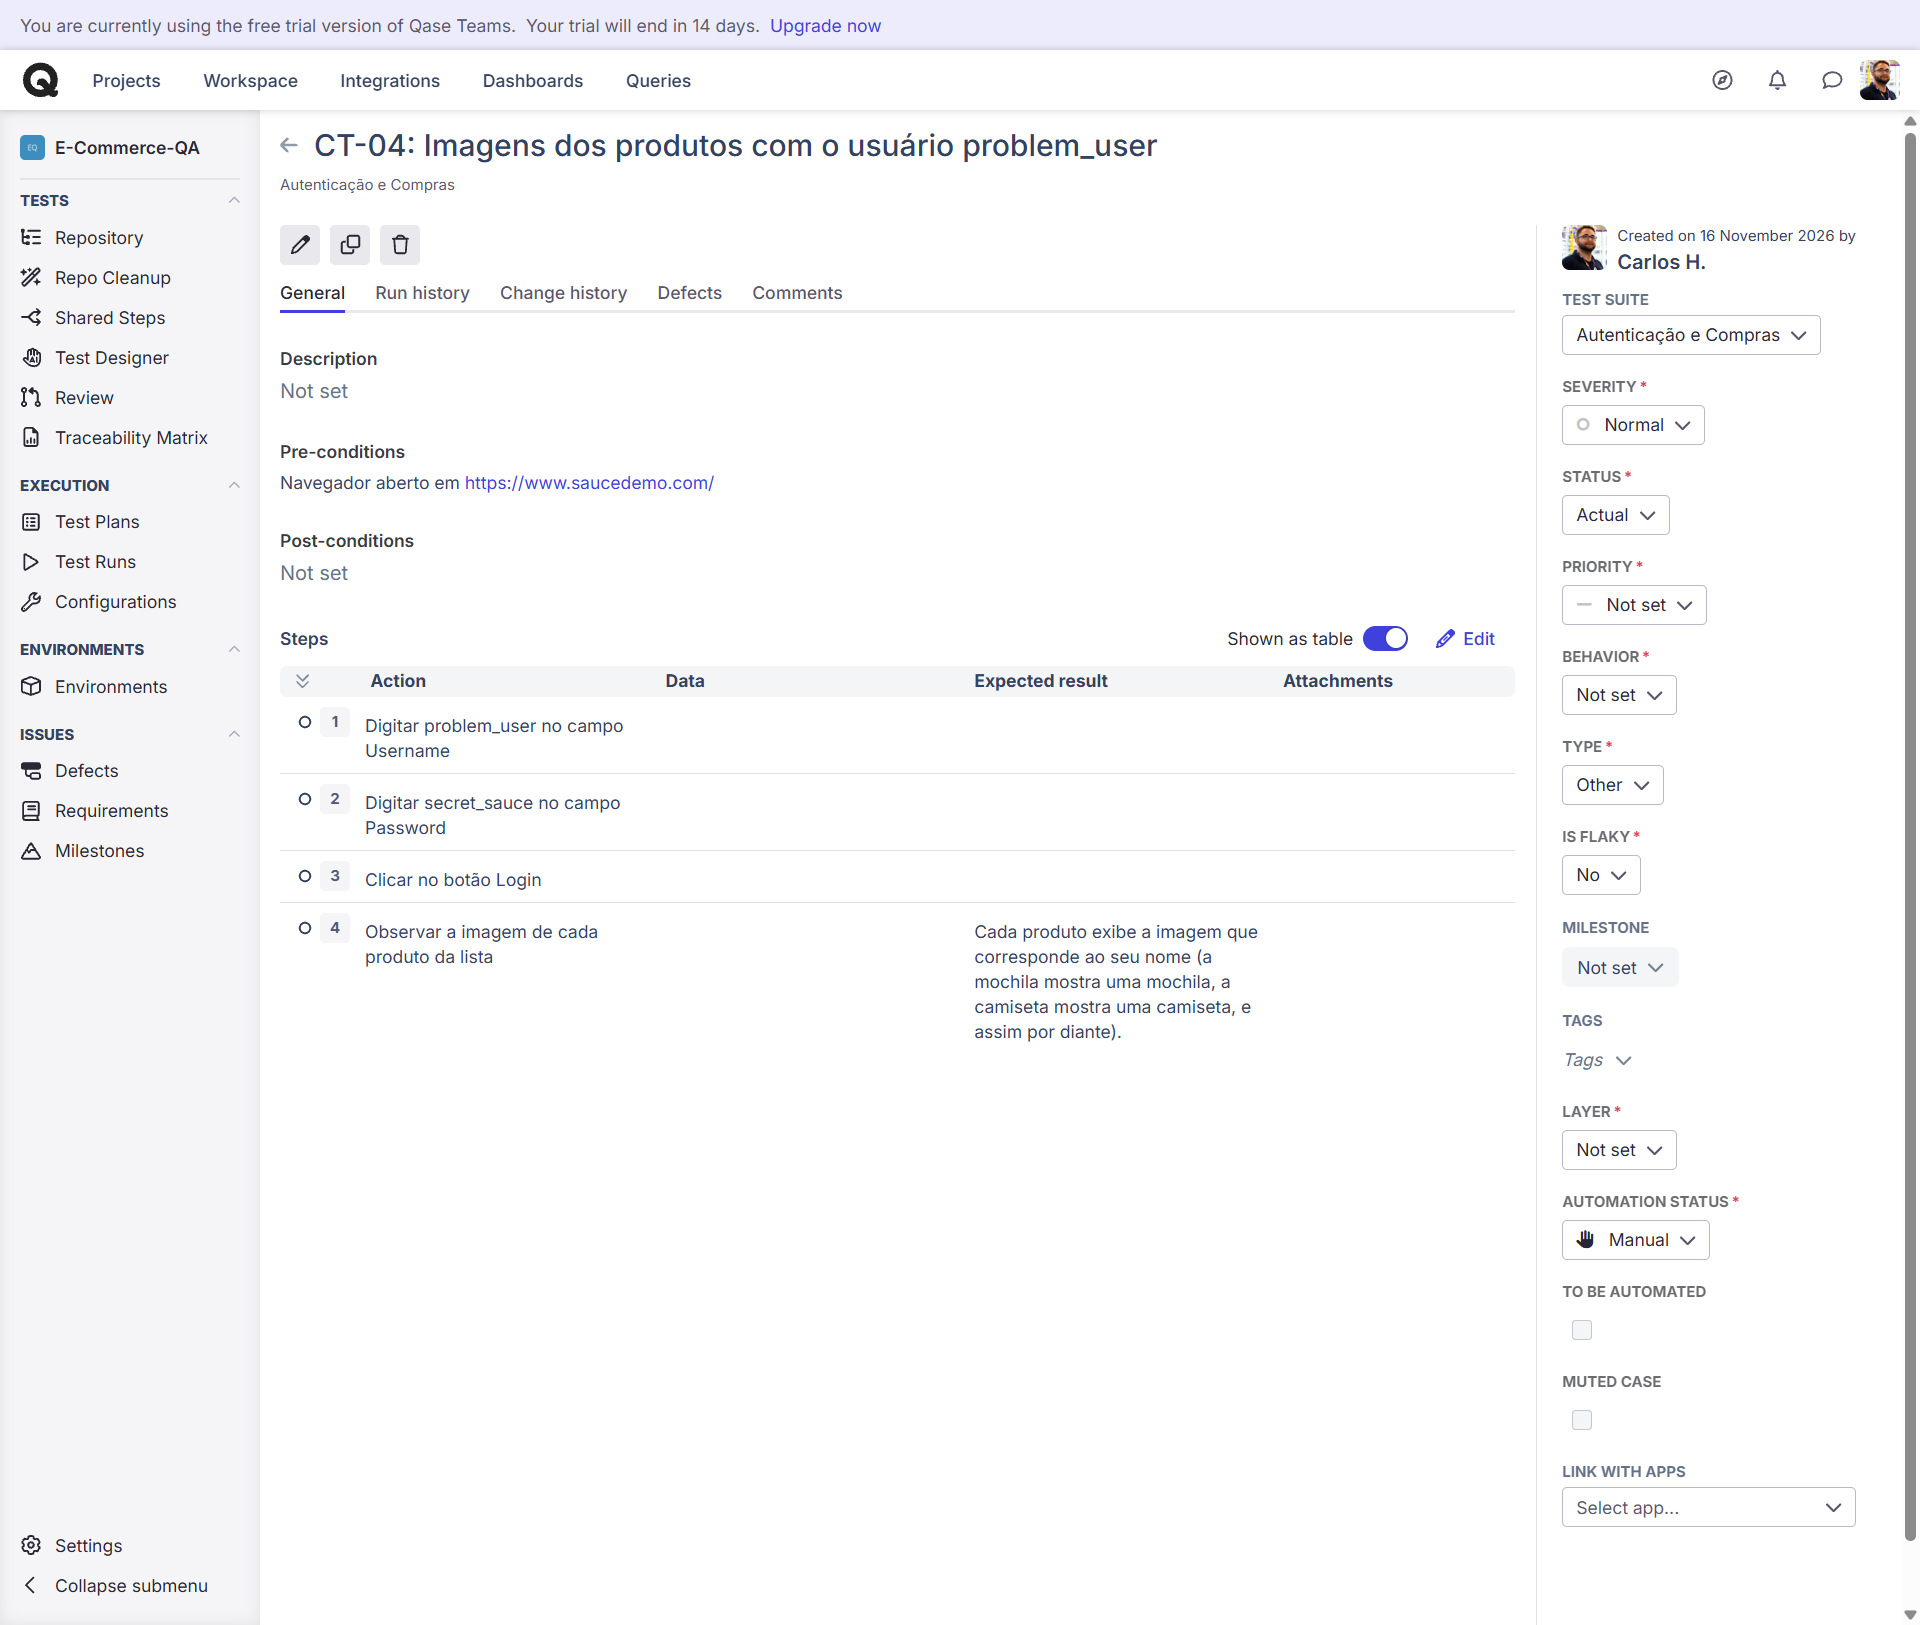 You are currently using the free trial version of Qase Teams. Your trial will end in 14 days. Upgrade now
Projects
Workspace
Integrations
Dashboards
Queries
EQ
E-Commerce-QA
TESTS
Repository
Repo Cleanup
Shared Steps
Test Designer
Review
Traceability Matrix
EXECUTION
Test Plans
Test Runs
Configurations
ENVIRONMENTS
Environments
ISSUES
Defects
Requirements
Milestones
Settings
Collapse submenu
CT-04: Imagens dos produtos com o usuário problem_user
Autenticação e Compras
General
Run history
Change history
Defects
Comments
Description
Not set
Pre-conditions
Navegador aberto em https://www.saucedemo.com/
Post-conditions
Not set
Steps
Shown as table
Edit
Action
Data
Expected result
Attachments
1
Digitar problem_user no campo
Username
2
Digitar secret_sauce no campo
Password
3
Clicar no botão Login
4
Observar a imagem de cada
produto da lista
Cada produto exibe a imagem que
corresponde ao seu nome (a
mochila mostra uma mochila, a
camiseta mostra uma camiseta, e
assim por diante).
Created on 16 November 2026 by
Carlos H.
TEST SUITE
Autenticação e Compras
SEVERITY *
Normal
STATUS *
Actual
PRIORITY *
Not set
BEHAVIOR *
Not set
TYPE *
Other
IS FLAKY *
No
MILESTONE
Not set
TAGS
Tags
LAYER *
Not set
AUTOMATION STATUS *
Manual
TO BE AUTOMATED
MUTED CASE
LINK WITH APPS
Select app...